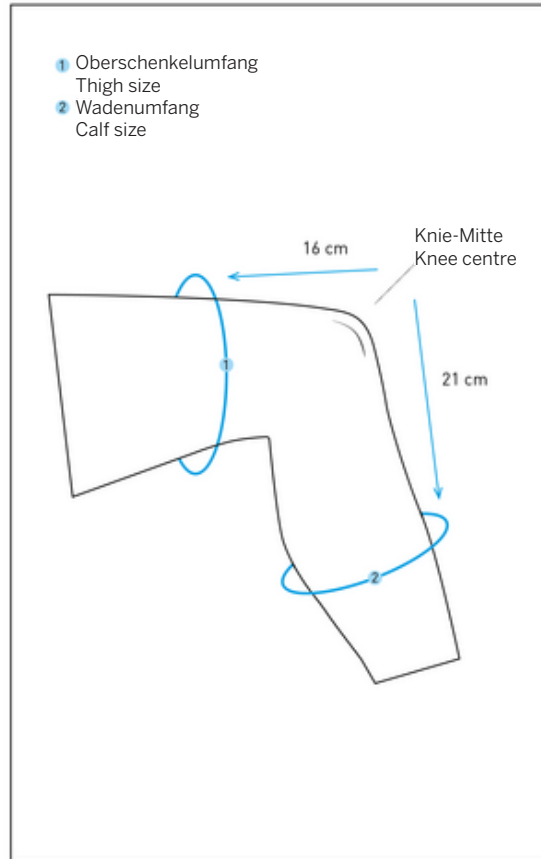 1 Oberschenkelumfang
Thigh size
2 Wadenumfang
Calf size
Knie-Mitte
16 cm
Knee centre
1
21 cm
2